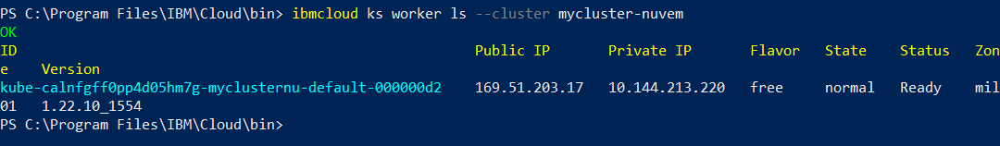 PS C:\Program Files\IBM\Cloud\bin> ibmcloud ks worker ls --cluster mycluster-nuvem
OK
ID Public IP Private IP Flavor State Status Zon
e Version
kube-calnfgff0pp4d05hm7g-myclusternu-default-000000d2 169.51.203.17 10.144.213.220 free normal Ready mil
01 1.22.10_1554
PS C:\Program Files\IBM\Cloud\bin>